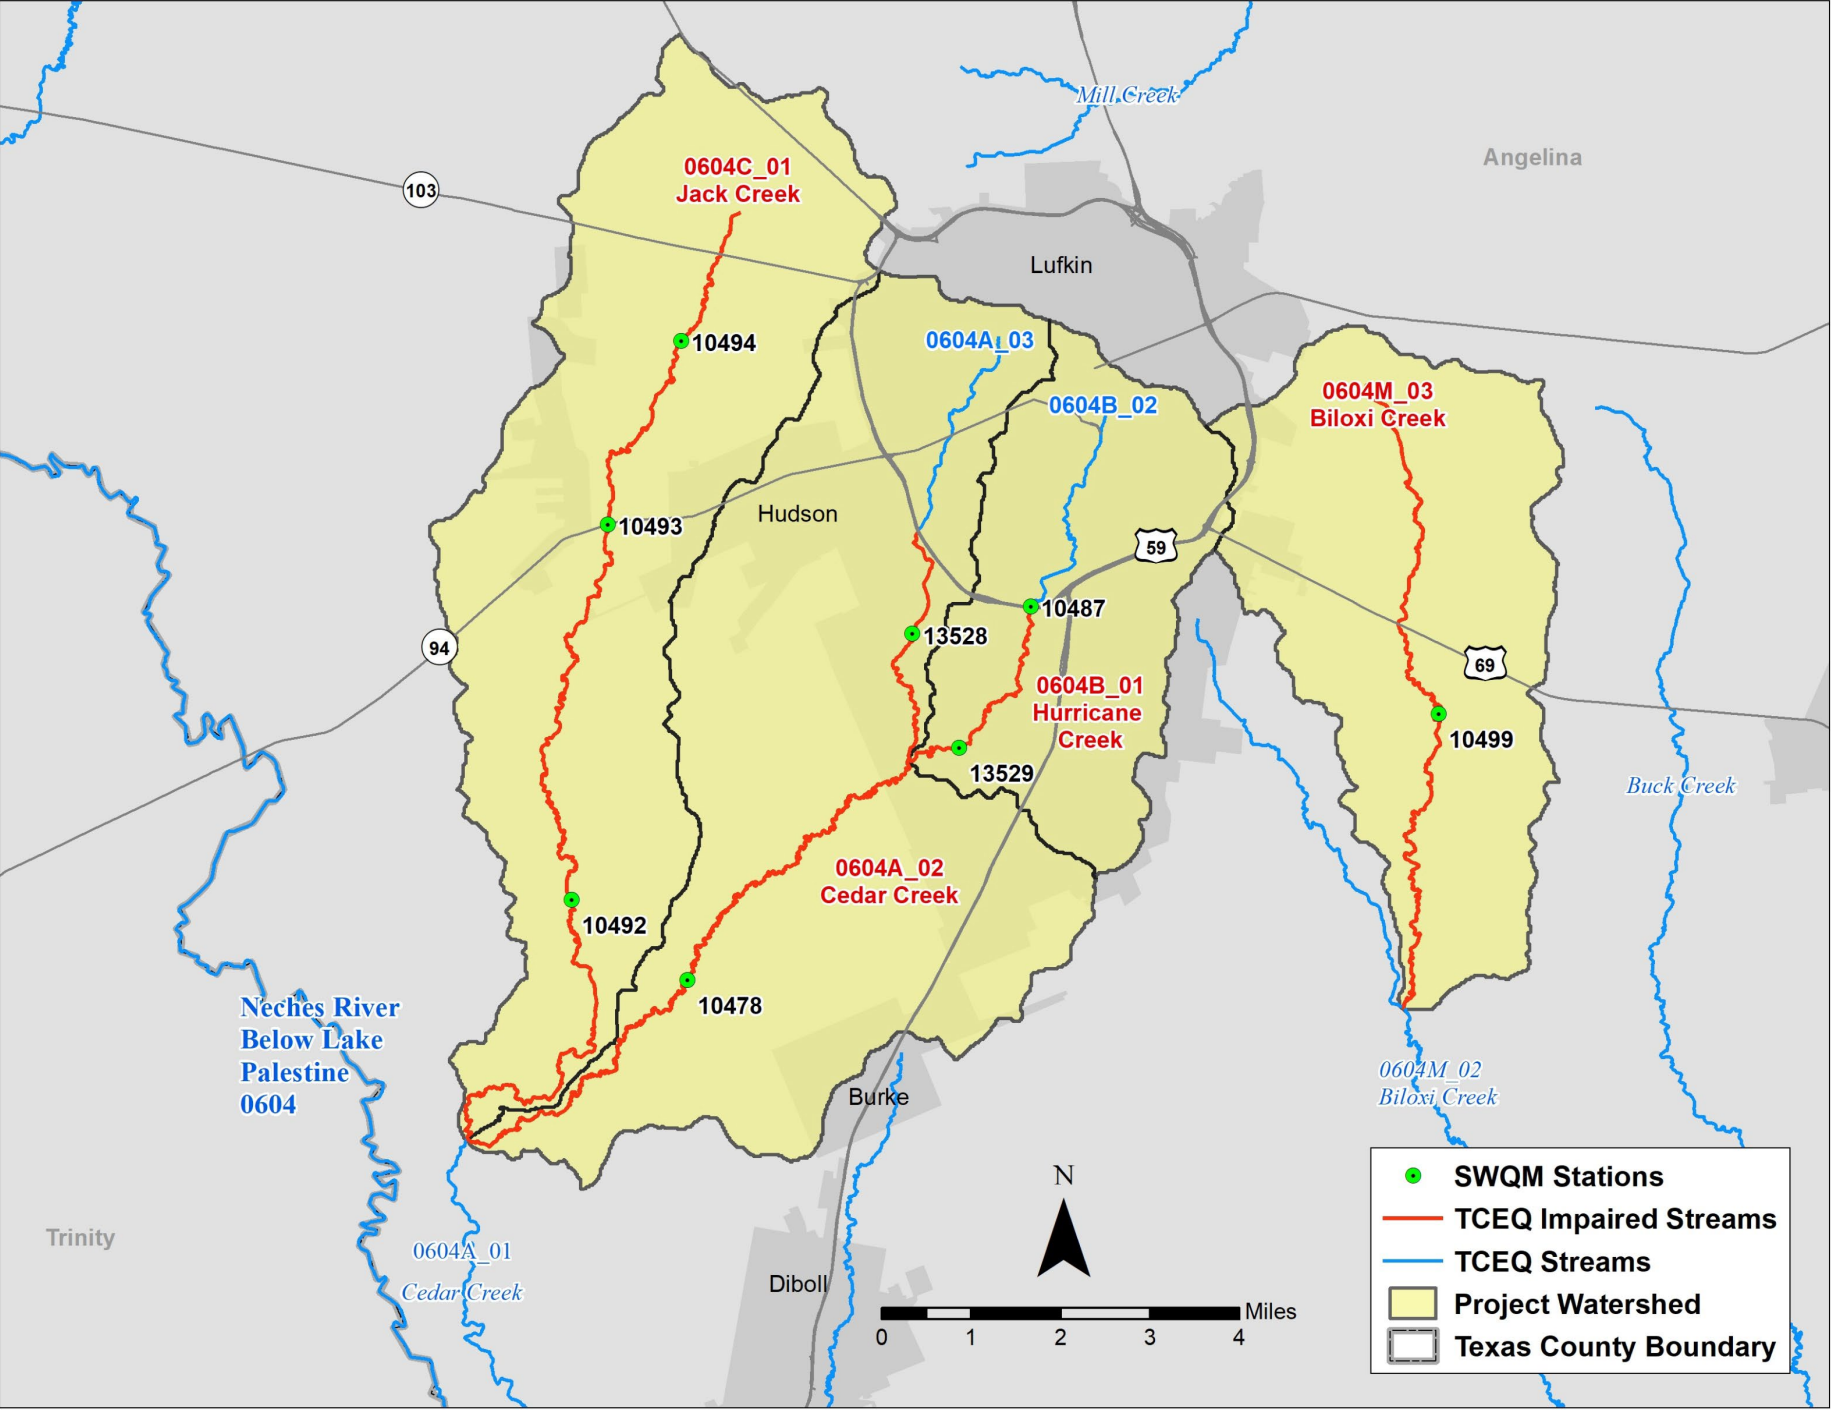 Mill Creek
Angelina
0604C_01
Jack Creek
103
Lufkin
10494
0604A_03
0604M_03
Biloxi Creek
0604B_02
Hudson
10493
59
10487
13528
94
69
0604B_01
Hurricane
Creek
10499
13529
Buck Creek
0604A_02
Cedar Creek
10492
10478
Neches River
Below Lake
Palestine
0604
0604M_02
Biloxi Creek
Burke
Trinity
0604A_01
Cedar Creek
Diboll
N
Miles
0 1 2 3 4
SWQM Stations
TCEQ Impaired Streams
TCEQ Streams
Project Watershed
Texas County Boundary